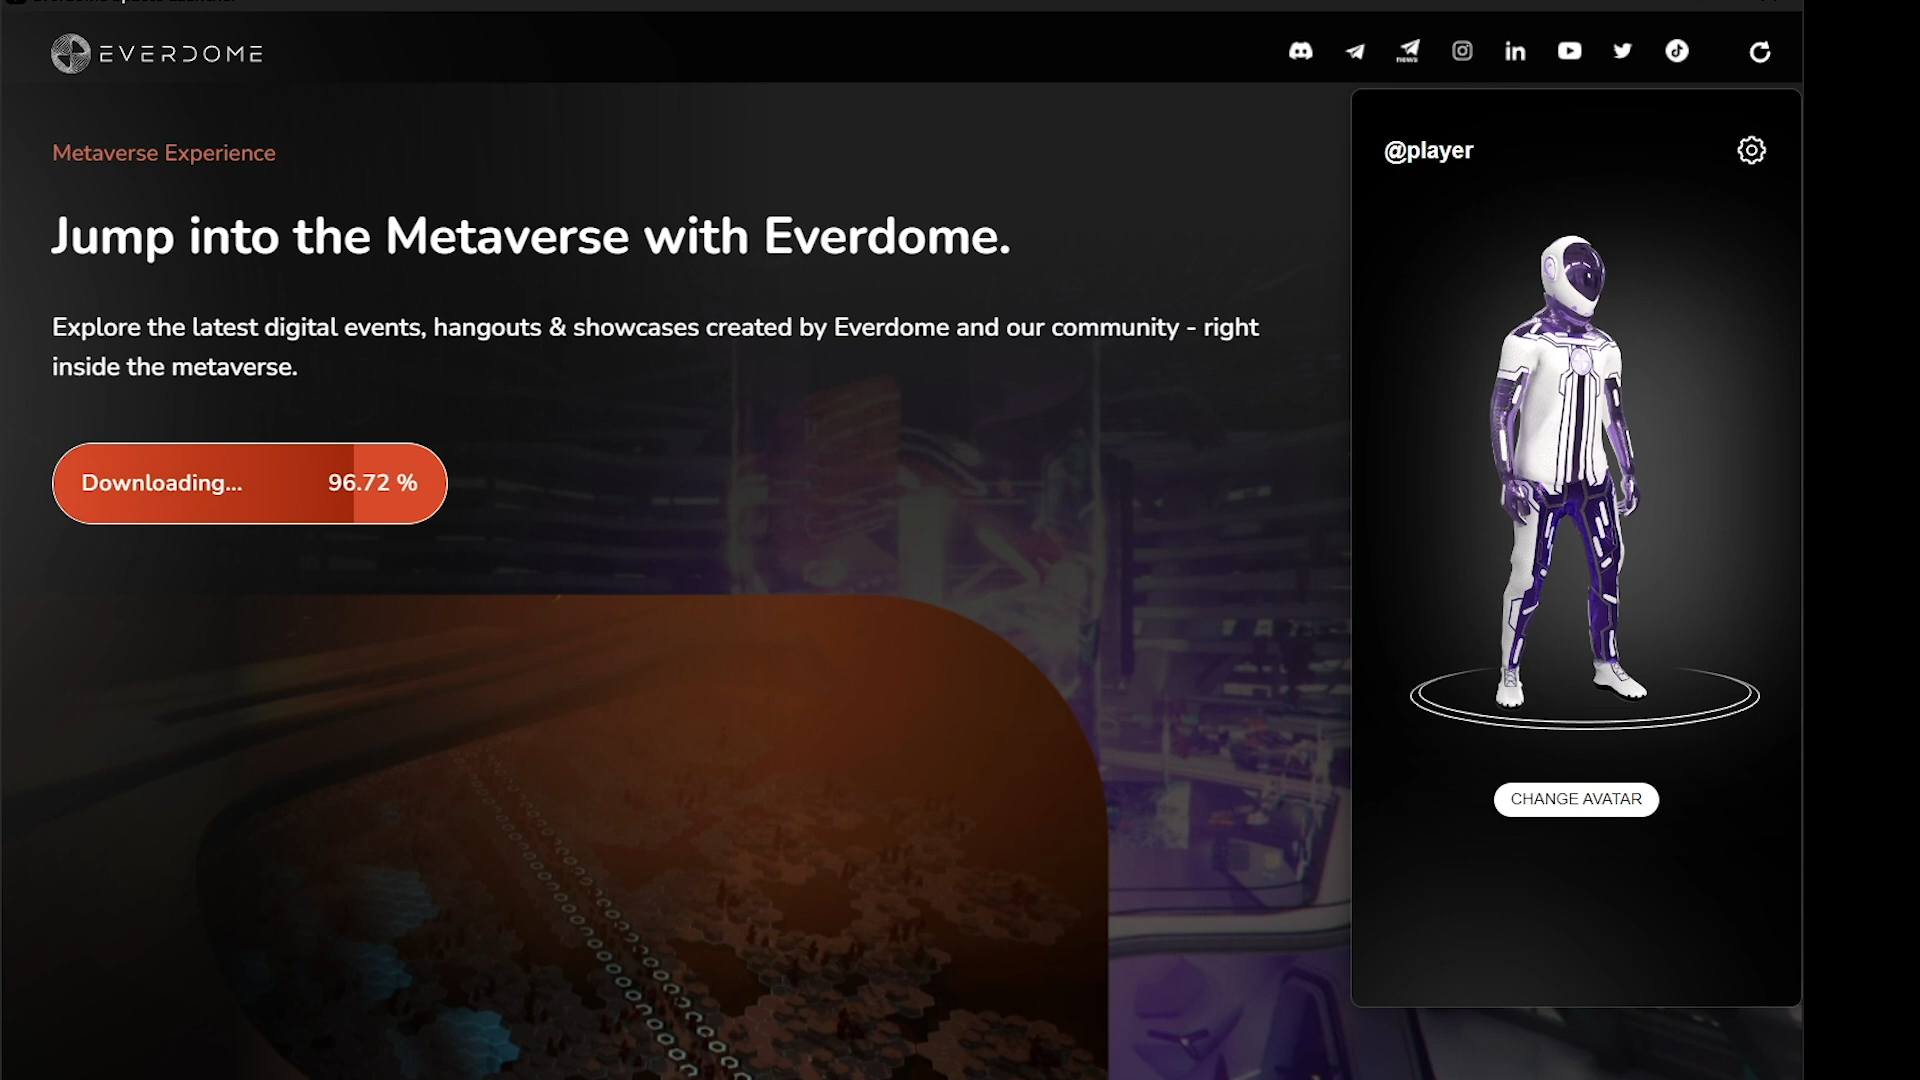 EVERDOME
news
Metaverse Experience
@player
Jump into the Metaverse with Everdome.
Explore the latest digital events, hangouts & showcases created by Everdome and our community - right
inside the metaverse.
Downloading... 96.72 %
CHANGE AVATAR